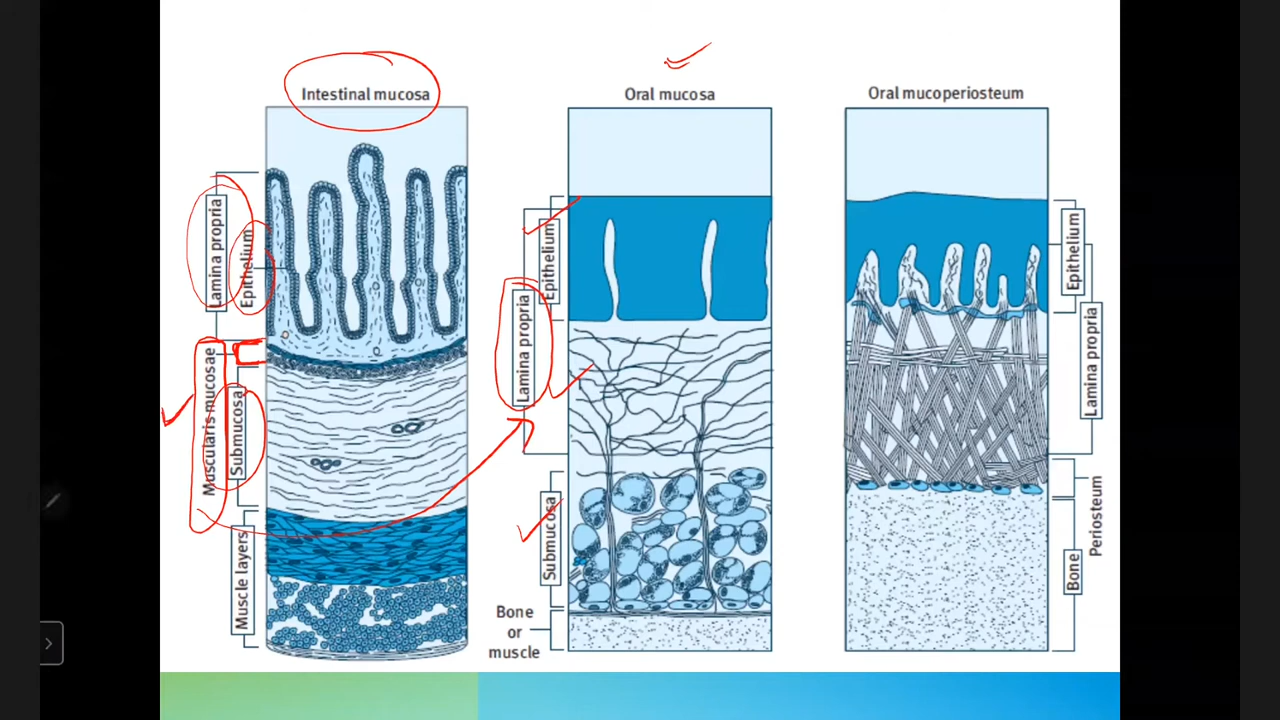 Intestinal mucosa
Lamina propria
Epithelium
Muscularis mucosae
Submucosa
Muscle layers
Oral mucosa
Epithelium
Lamina propria
Submucosa
Bone
or
muscle
Oral mucoperiosteum
Epithelium
Lamina propria
Periosteum
Bone